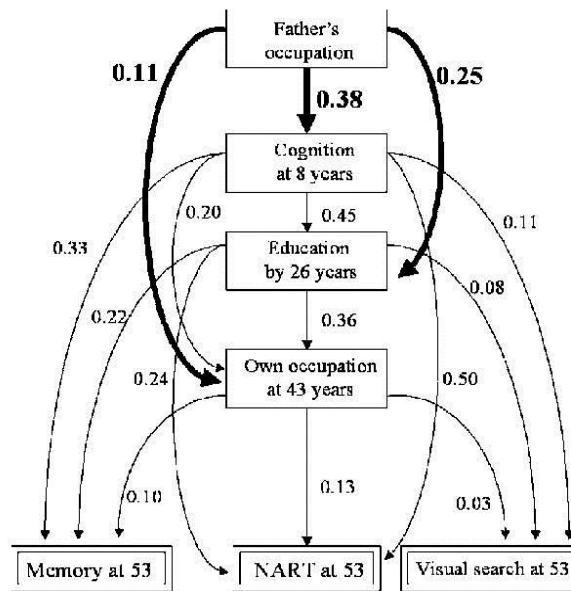 Father's
occupation
0.11
0.38
0.25
Cognition
at 8 years
0.20
0.45
0.11
0.33
Education
by 26 years
0.08
0.22
0.36
0.24
Own occupation
at 43 years
0.50
0.10
0.13
0.03
Memory at 53
NART at 53
Visual search at 53